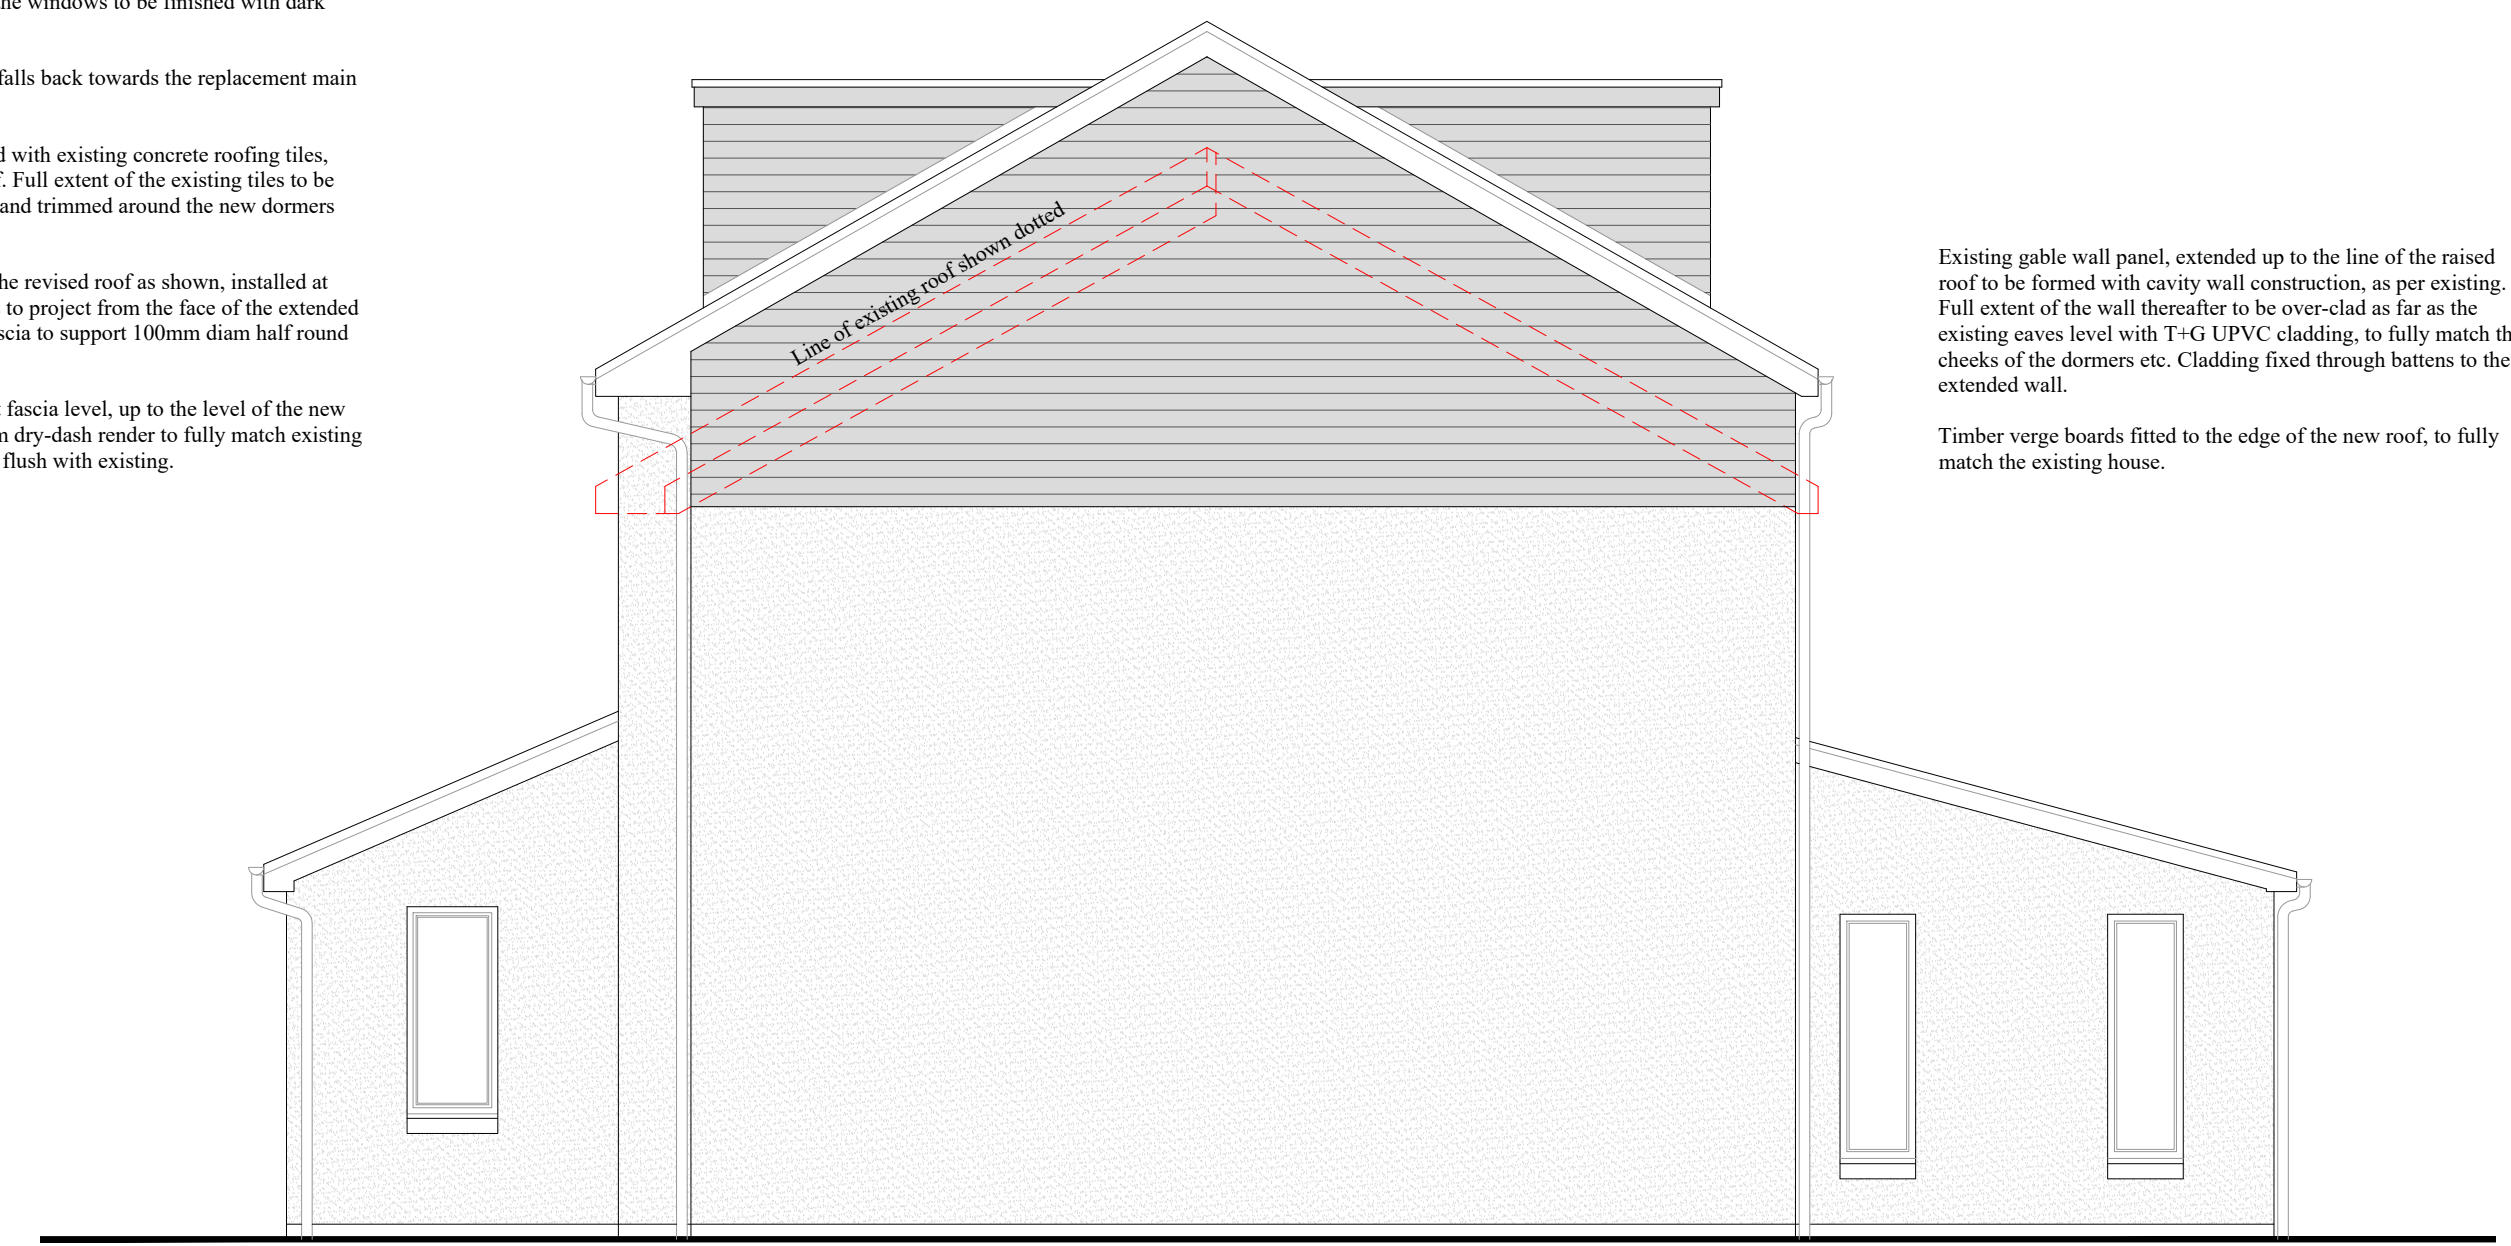 the windows to be finished with dark
falls back towards the replacement main
with existing concrete roofing tiles,
Full extent of the existing tiles to be
and trimmed around the new dormers
the revised roof as shown, installed at
to project from the face of the extended
fascia to support 100mm diam half round
fascia level, up to the level of the new
dry-dash render to fully match existing
flush with existing.
Line of existing roof shown dotted
Existing gable wall panel, extended up to the line of the raised
roof to be formed with cavity wall construction, as per existing.
Full extent of the wall thereafter to be over-clad as far as the
existing eaves level with T+G UPVC cladding, to fully match th
cheeks of the dormers etc. Cladding fixed through battens to the
extended wall.
Timber verge boards fitted to the edge of the new roof, to fully
match the existing house.